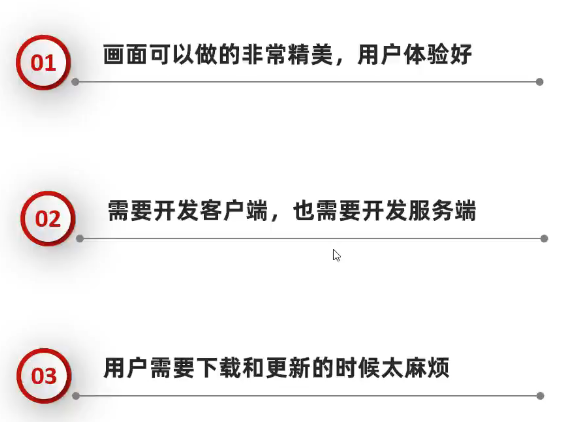 01 画面可以做的非常精美，用户体验好
02 需要开发客户端，也需要开发服务端
03 用户需要下载和更新的时候太麻烦